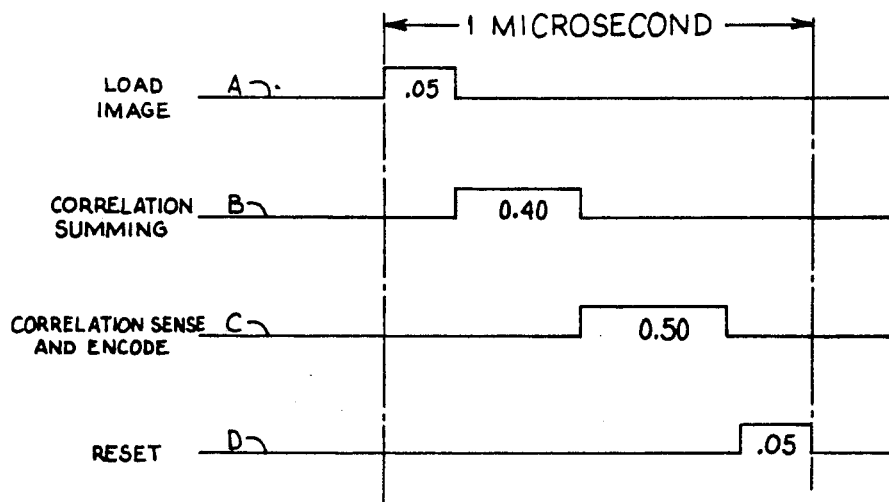 1 MICROSECOND
LOAD
IMAGE
A
.05
CORRELATION
SUMMING
B
0.40
CORRELATION SENSE
AND ENCODE
C
0.50
RESET
D
.05